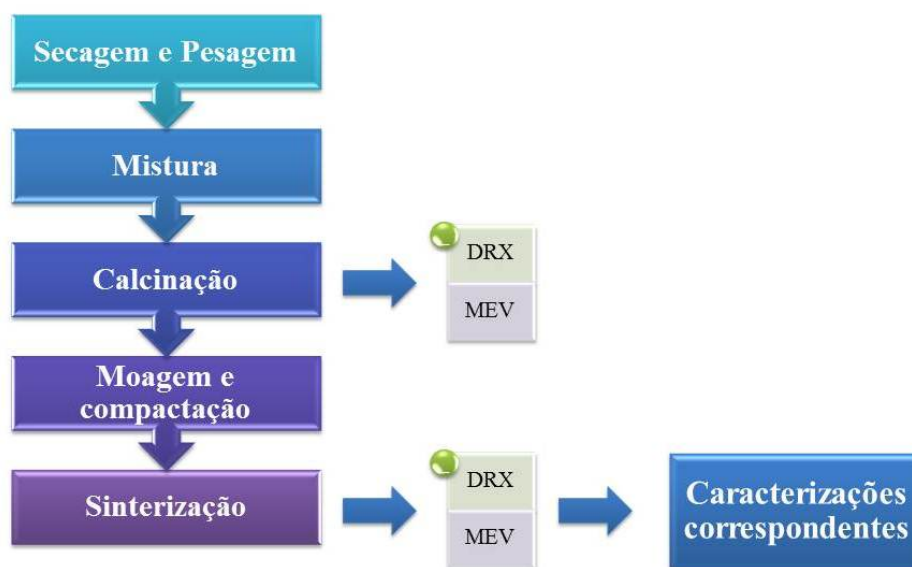 Secagem e Pesagem
Mistura
Calcinação
DRX
MEV
Moagem e
compactação
Sinterização
DRX
MEV
Caracterizações
correspondentes